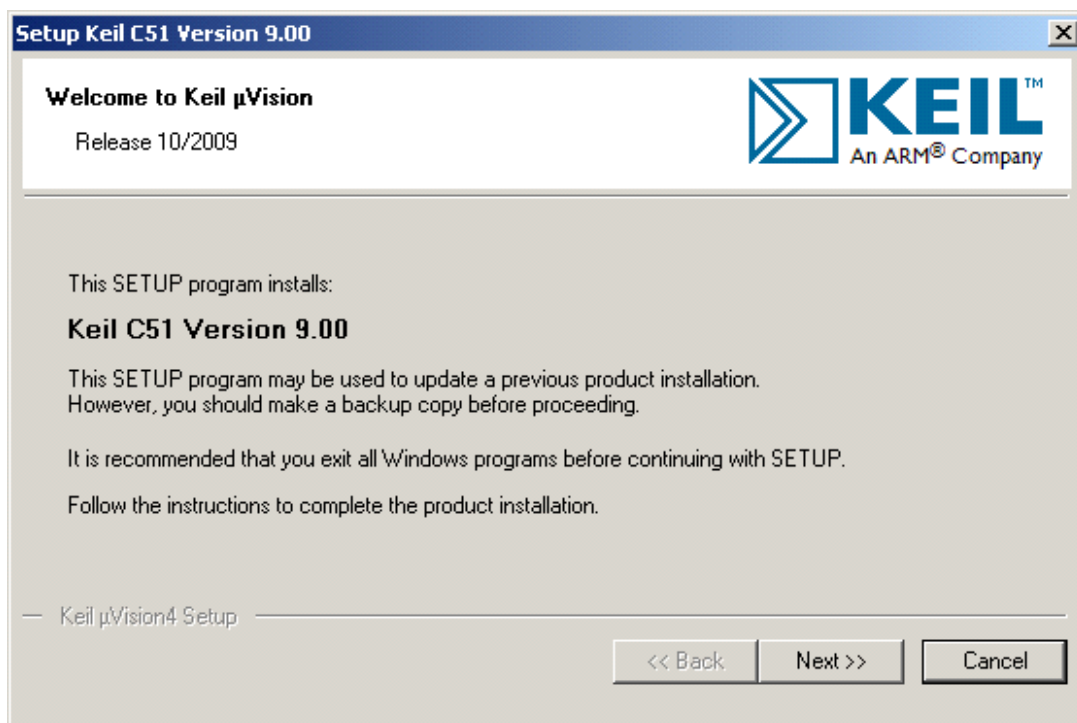 Setup Keil C51 Version 9.00
Welcome to Keil µVision
Release 10/2009
KEIL™
An ARM® Company
This SETUP program installs:
Keil C51 Version 9.00
This SETUP program may be used to update a previous product installation.
However, you should make a backup copy before proceeding.
It is recommended that you exit all Windows programs before continuing with SETUP.
Follow the instructions to complete the product installation.
Keil µVision4 Setup
<< Back Next >> Cancel